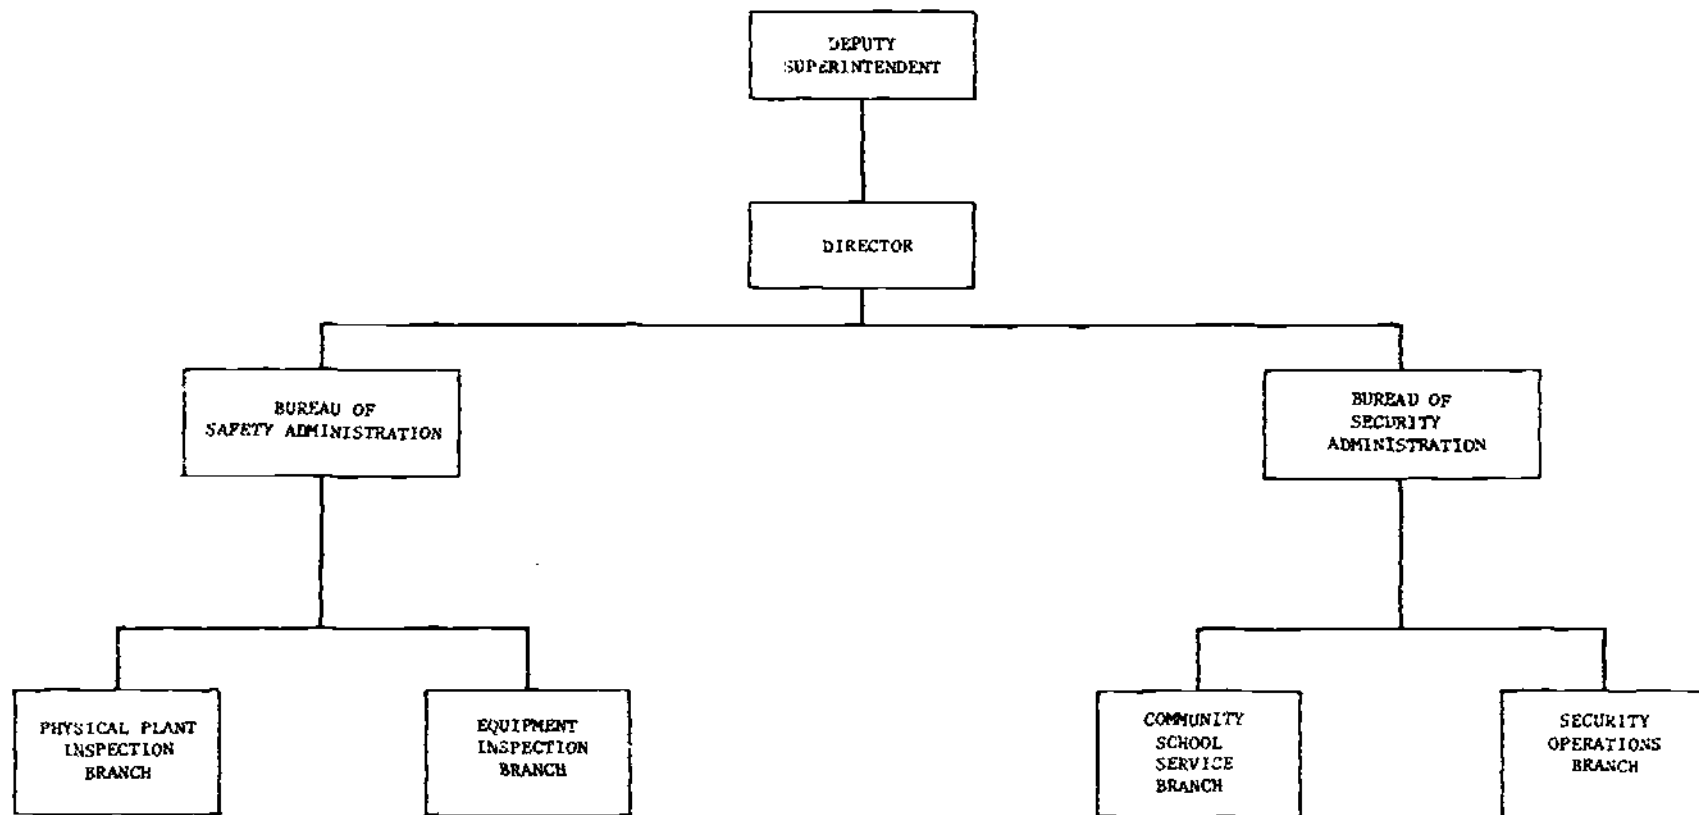 DEPUTY
SUPERINTENDENT
DIRECTOR
BUREAU OF
SAFETY ADMINISTRATION
BUREAU OF
SECURITY
ADMINISTRATION
PHYSICAL PLANT
INSPECTION
BRANCH
EQUIPMENT
INSPECTION
BRANCH
COMMUNITY
SCHOOL
SERVICE
BRANCH
SECURITY
OPERATIONS
BRANCH